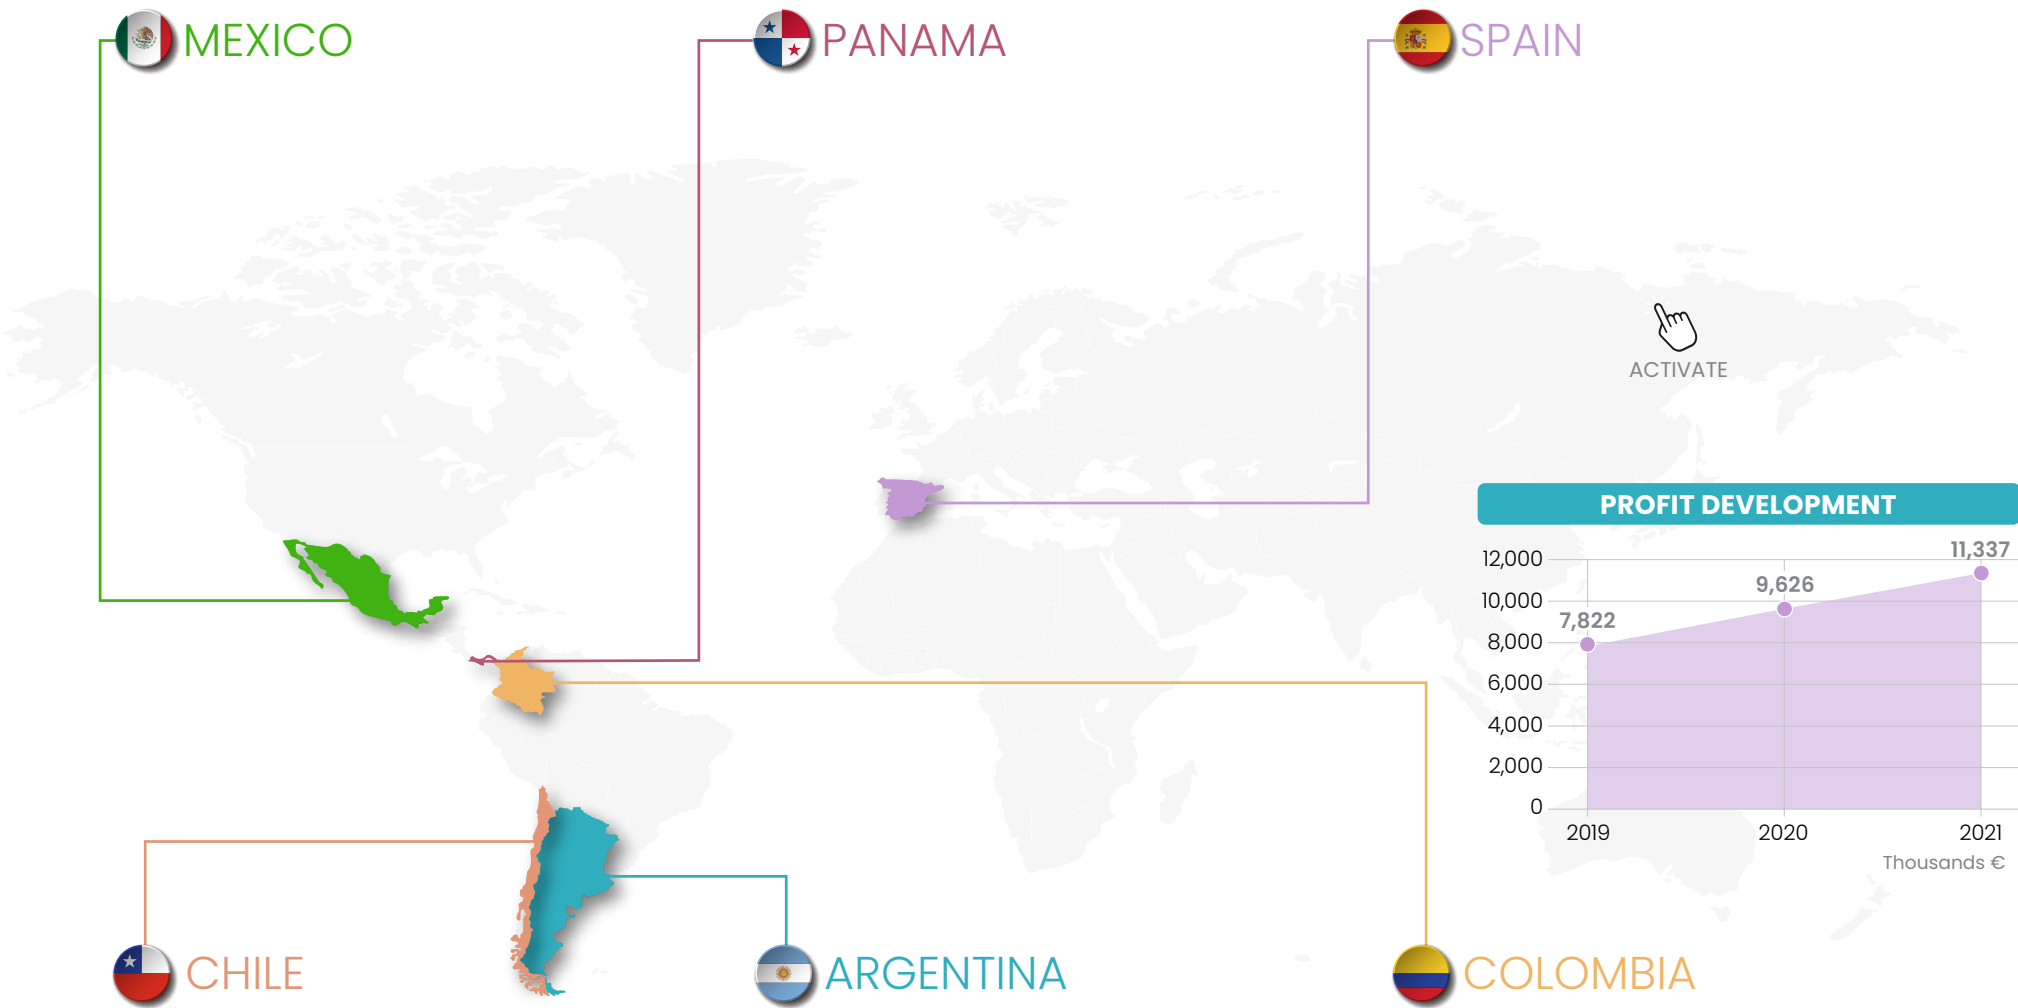 MEXICO
PANAMA
SPAIN
ACTIVATE
PROFIT DEVELOPMENT
12,000
10,000
8,000
6,000
4,000
2,000
0
7,822
9,626
11,337
2019 2020 2021
Thousands €
CHILE
ARGENTINA
COLOMBIA